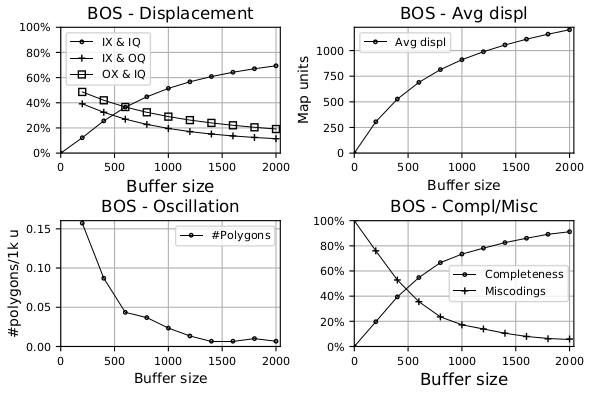 BOS - Displacement
100%
80%
60%
40%
20%
0%
IX & IQ
IX & OQ
OX & IQ
0 500 1000 1500 2000
Buffer size
BOS - Avg displ
Map units
1000
750
500
250
0
Avg displ
0 500 1000 1500 2000
Buffer size
BOS - Oscillation
#polygons/1k u
0.15
0.10
0.05
0.00
#Polygons
0 500 1000 1500 2000
Buffer size
BOS - Compl/Misc
100%
80%
60%
40%
20%
0%
Completeness
Miscodings
0 500 1000 1500 2000
Buffer size